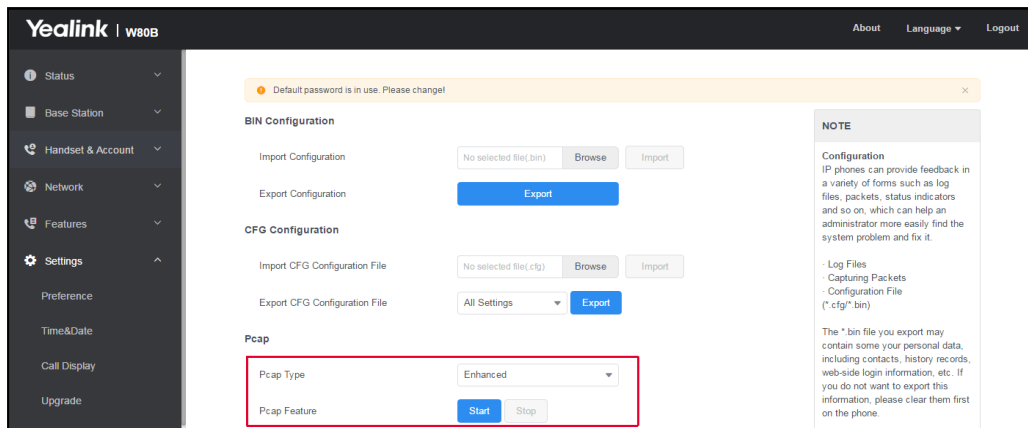 Yealink | W80B
About Language Logout
Status
Base Station
Handset & Account
Network
Features
Settings
Preference
Time&Date
Call Display
Upgrade
Default password is in use. Please change!
BIN Configuration
Import Configuration No selected file(.bin) Browse Import
Export Configuration Export
CFG Configuration
Import CFG Configuration File No selected file(.cfg) Browse Import
Export CFG Configuration File All Settings Export
Pcap
Pcap Type Enhanced
Pcap Feature Start Stop
NOTE
Configuration
IP phones can provide feedback in
a variety of forms such as log
files, packets, status indicators
and so on, which can help an
administrator more easily find the
system problem and fix it.
· Log Files
· Capturing Packets
· Configuration File
(*.cfg/*.bin)
The *.bin file you export may
contain some your personal data,
including contacts, history records,
web-side login information, etc. If
you do not want to export this
information, please clear them first
on the phone.